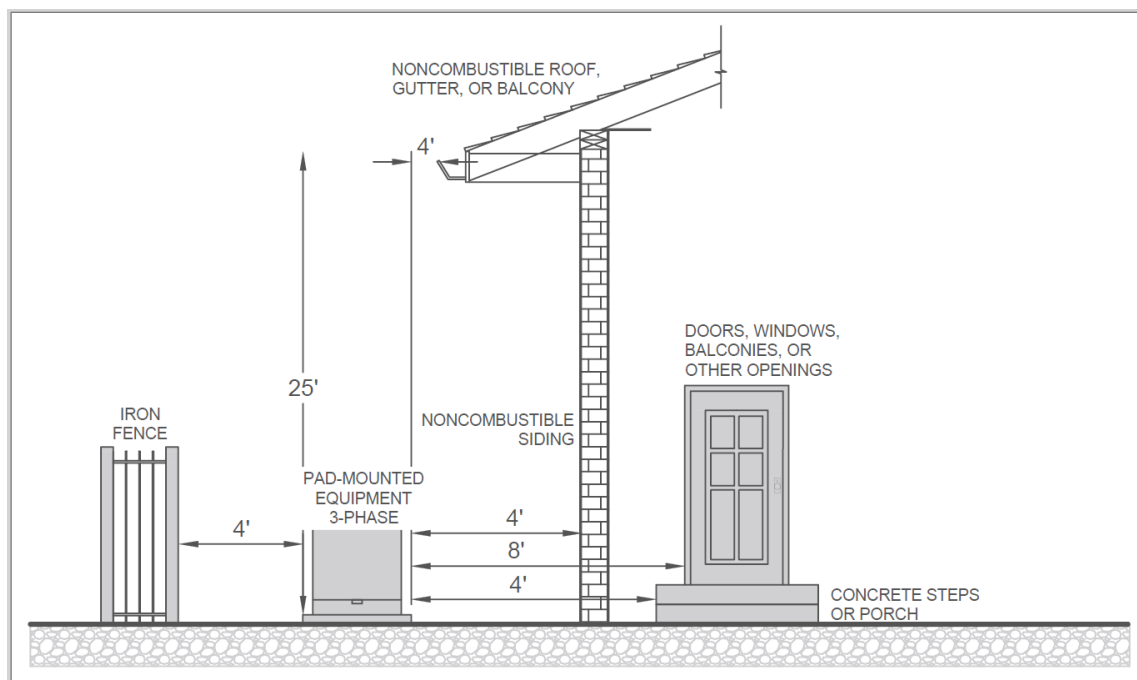 NONCOMBUSTIBLE ROOF,
GUTTER, OR BALCONY
4'
25'
DOORS, WINDOWS,
BALCONIES, OR
OTHER OPENINGS
IRON
FENCE
NONCOMBUSTIBLE
SIDING
PAD-MOUNTED
EQUIPMENT
3-PHASE
4'
4'
8'
4'
CONCRETE STEPS
OR PORCH